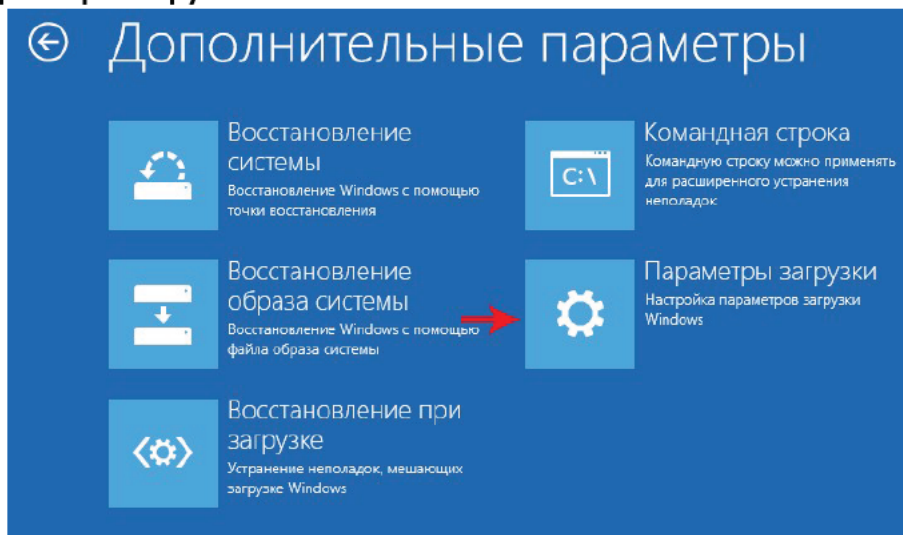 Дополнительные параметры
Восстановление
системы
Восстановление Windows с помощью
точки восстановления
Восстановление
образа системы
Восстановление Windows с помощью
файла образа системы
Восстановление при
загрузке
Устранение неполадок, мешающих
загрузке Windows
C:\
Командная строка
Командную строку можно применять
для расширенного устранения
неполадок
Параметры загрузки
Настройка параметров загрузки
Windows